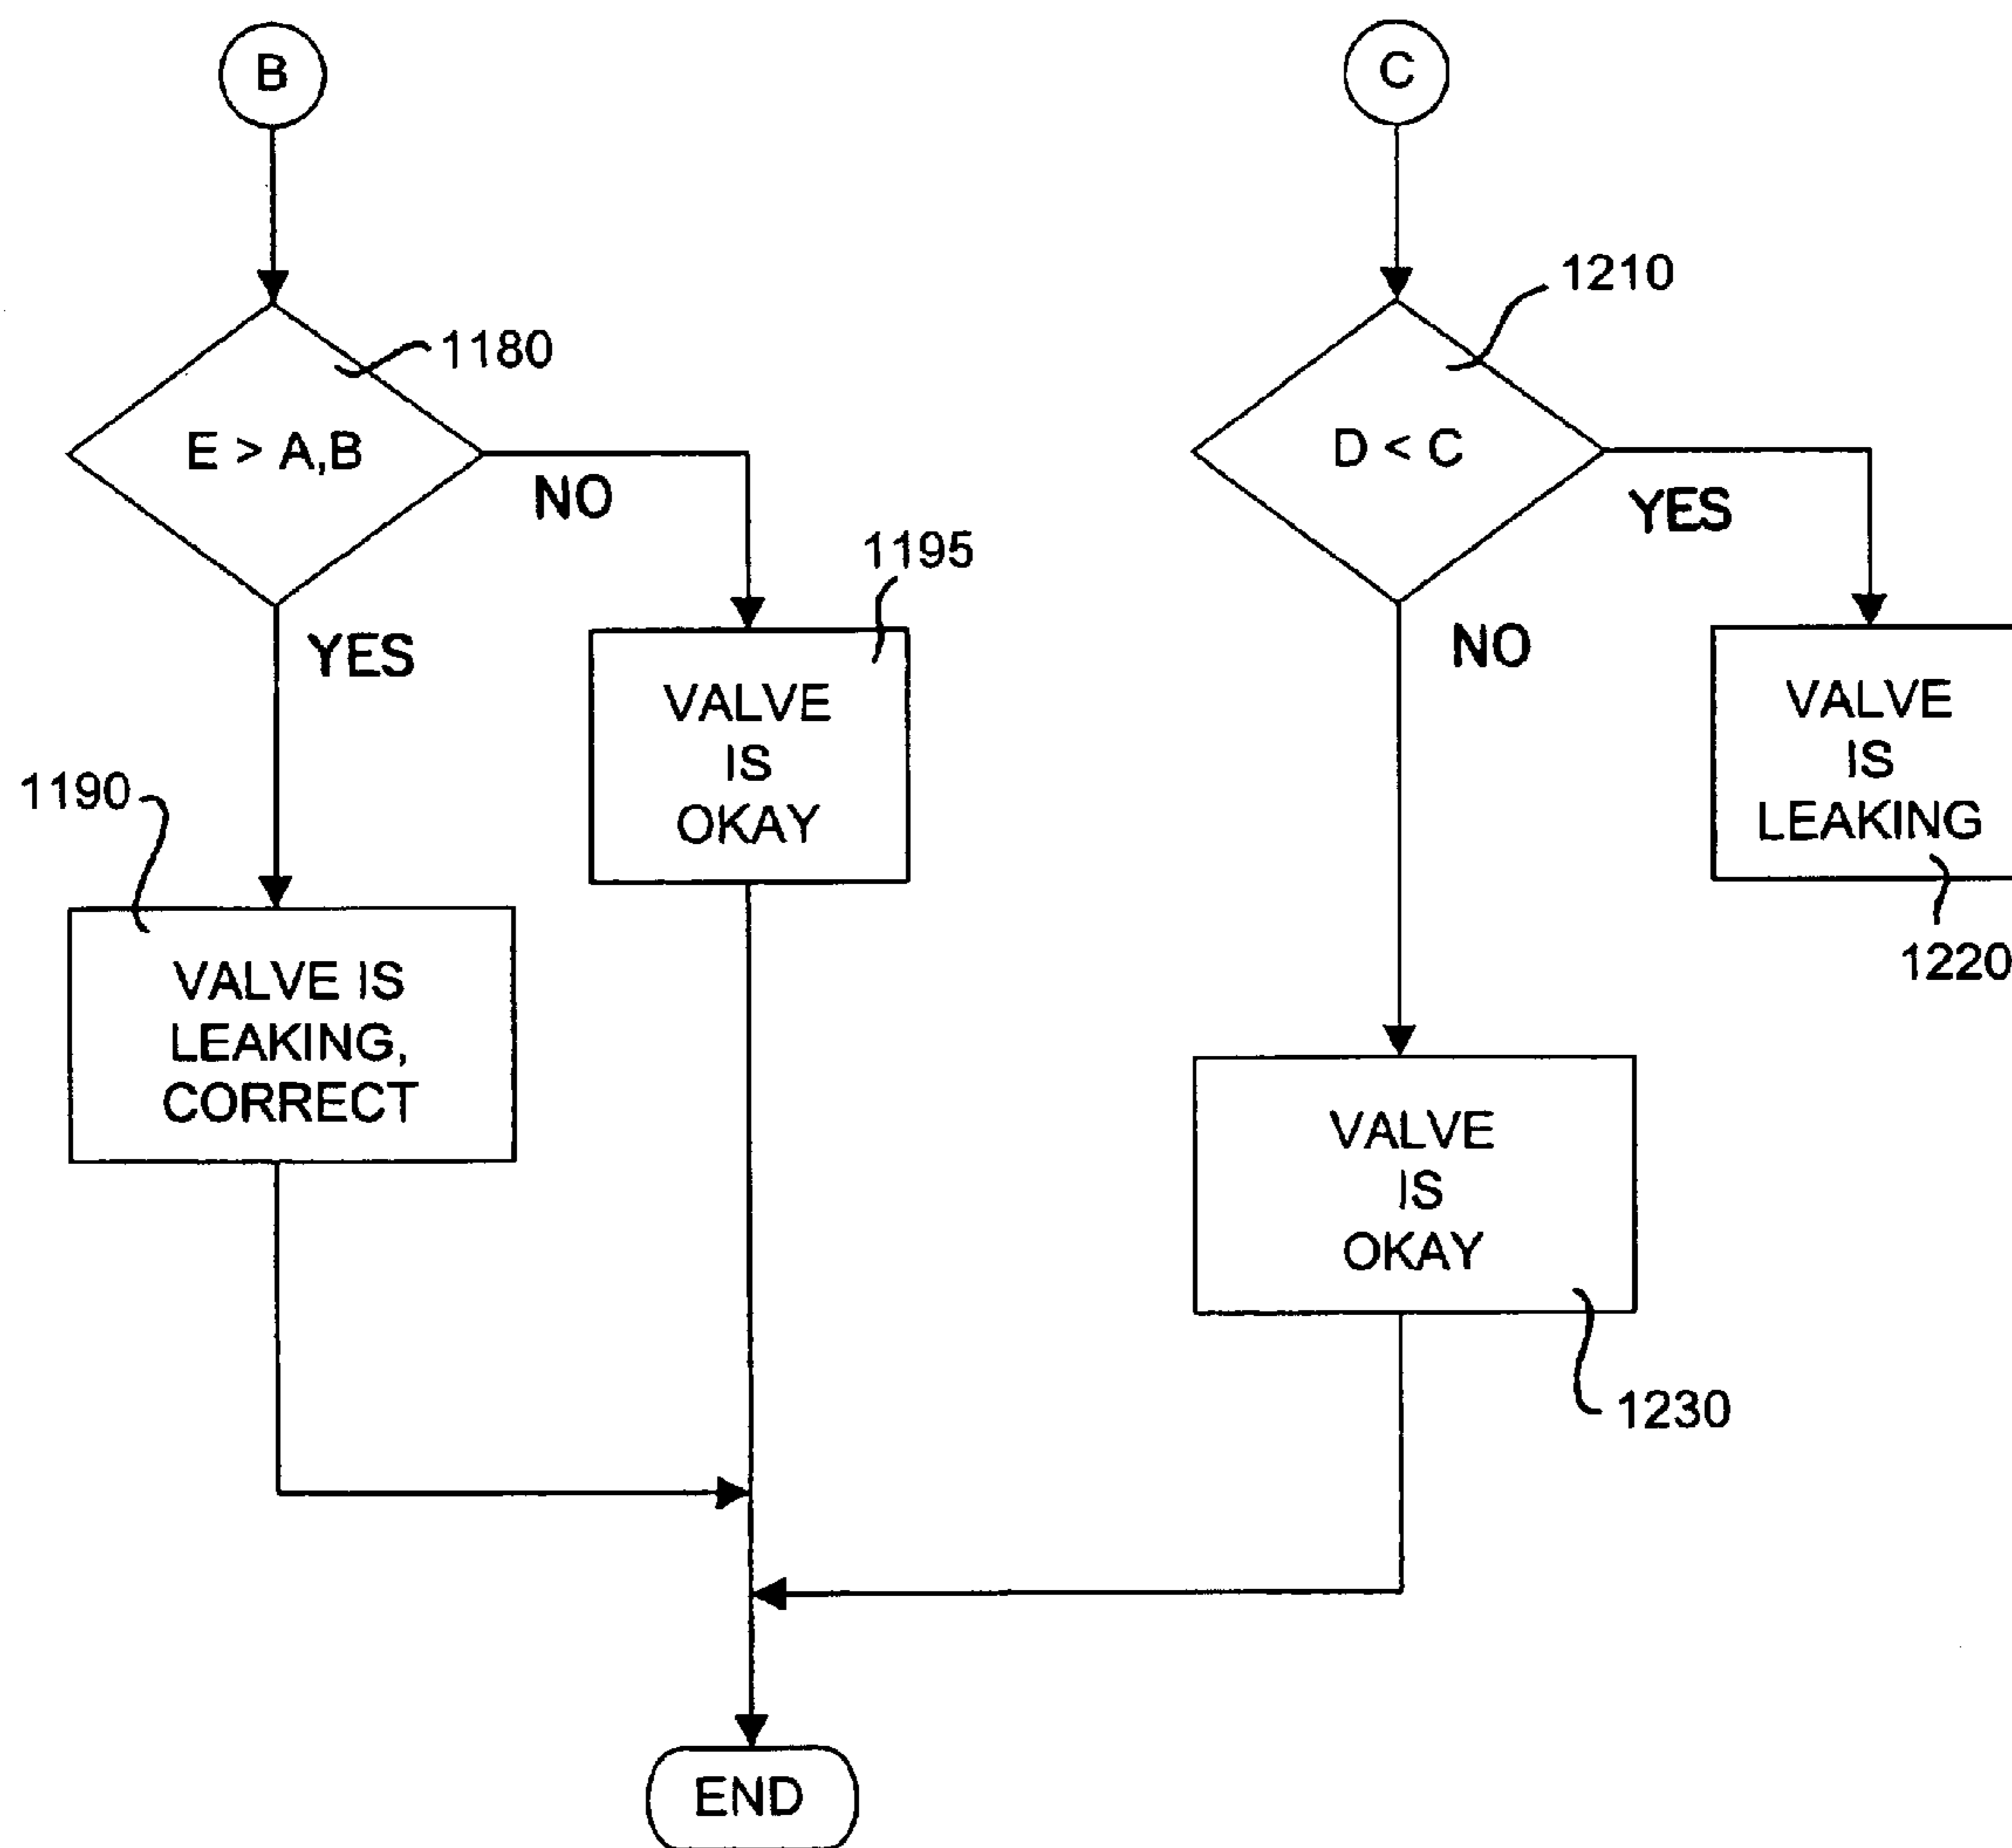 B
C
1210
1180
E > A,B
D < C
NO
YES
1195
YES
NO
VALVE
IS
OKAY
VALVE
IS
LEAKING
1190
1220
VALVE IS
LEAKING,
CORRECT
VALVE
IS
OKAY
1230
END